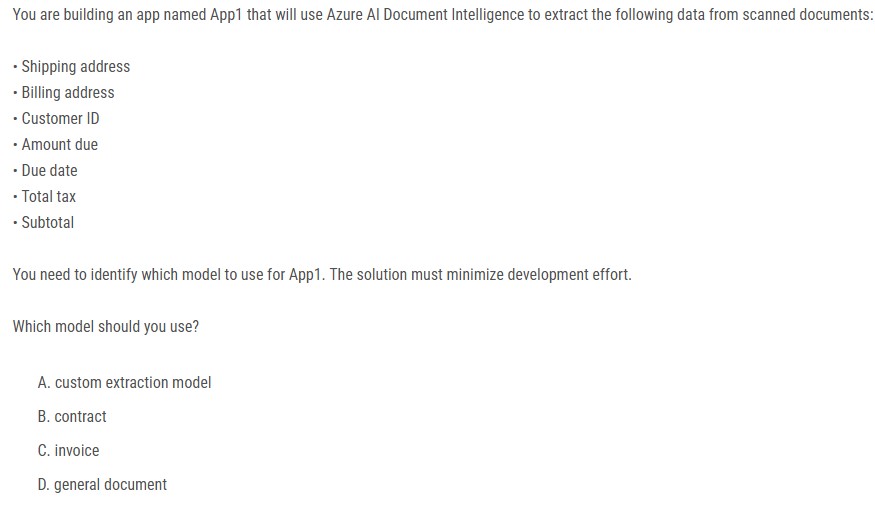 You are building an app named App1 that will use Azure AI Document Intelligence to extract the following data from scanned documents:
• Shipping address
• Billing address
• Customer ID
• Amount due
• Due date
• Total tax
• Subtotal
You need to identify which model to use for App1. The solution must minimize development effort.
Which model should you use?
A. custom extraction model
B. contract
C. invoice
D. general document